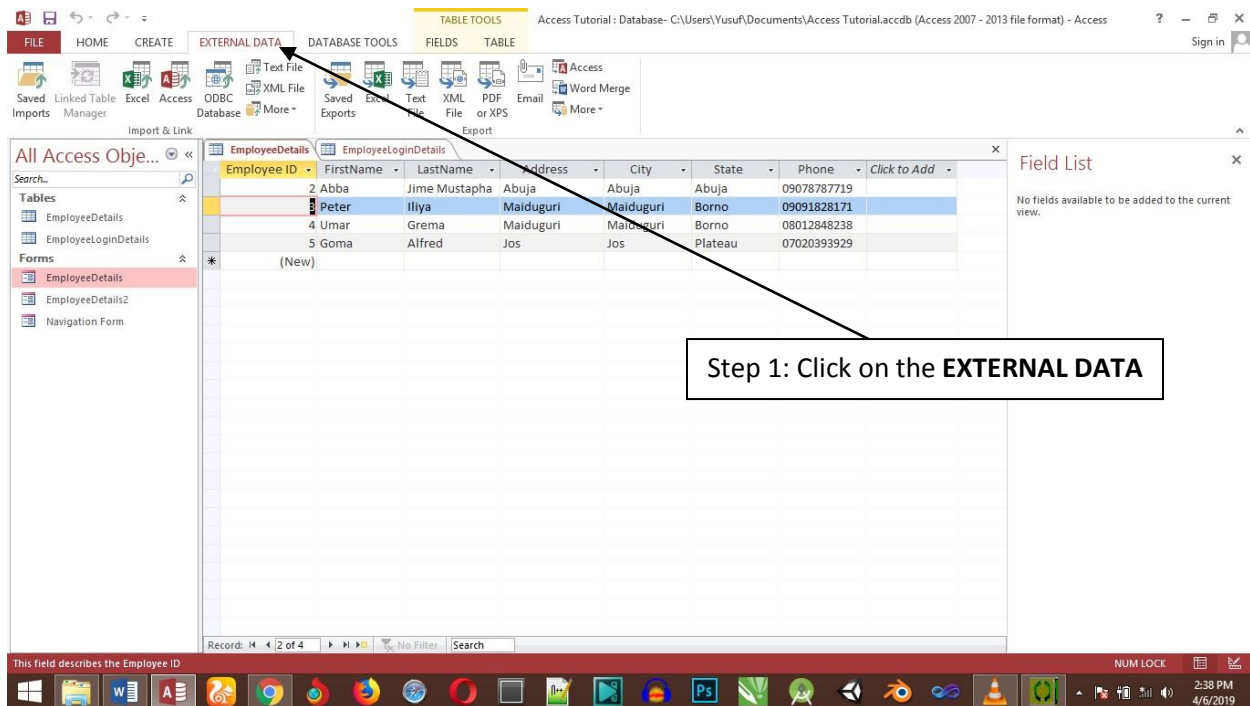 TABLE TOOLS Access Tutorial : Database- C:\Users\Yusuf\Documents\Access Tutorial.accdb (Access 2007 - 2013 file format) - Access ?
FILE HOME CREATE EXTERNAL DATA DATABASE TOOLS FIELDS TABLE Sign in
Saved Imports
Linked Table Manager
Excel
Access
ODBC Database
Text File
XML File
More
Import & Link
Saved Exports
Excel
Text File
XML File
PDF or XPS
Email
Access
Word Merge
More
Export
All Access Obje...
Search...
Tables
EmployeeDetails
EmployeeLoginDetails
Forms
EmployeeDetails
EmployeeDetails2
Navigation Form
EmployeeDetails EmployeeLoginDetails
Employee ID FirstName LastName Address City State Phone Click to Add
2 Abba Jime Mustapha Abuja Abuja Abuja 09078787719
3 Peter Iliya Maiduguri Maiduguri Borno 09091828171
4 Umar Grema Maiduguri Maiduguri Borno 08012848238
5 Goma Alfred Jos Jos Plateau 07020393929
* (New)
Field List
No fields available to be added to the current
view.
Step 1: Click on the EXTERNAL DATA
Record: 2 of 4 No Filter Search
This field describes the Employee ID NUM LOCK
2:38 PM
4/6/2019